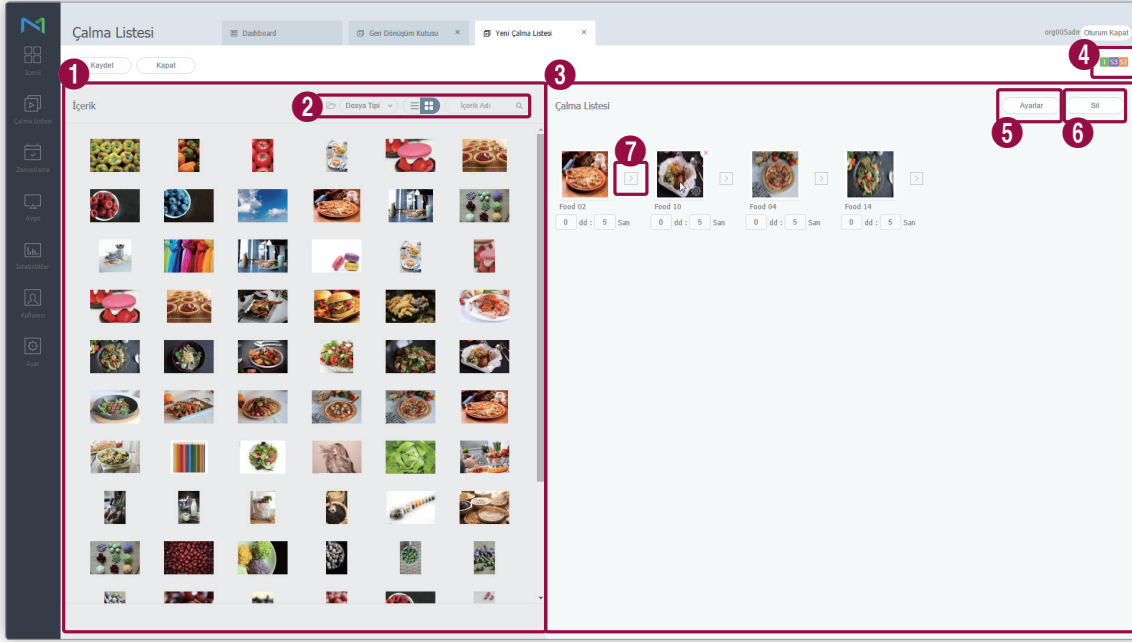 Çalma Listesi
Dashboard
Geri Dönüşüm Kutusu ×
Yeni Çalma Listesi ×
org005adm
Oturum Kapat
İçerik
Çalma Listesi
Zamanlama
Aygıt
İstatistikler
Kullanıcı
Ayar
Kaydet
Kapat
1
2
3
4
I S3 S2
İçerik
Dosya Tipi
İçerik Adı
Çalma Listesi
Ayarlar
Sil
5
6
7
Food 02
Food 10
Food 04
Food 14
0 dd : 5 San
0 dd : 5 San
0 dd : 5 San
0 dd : 5 San